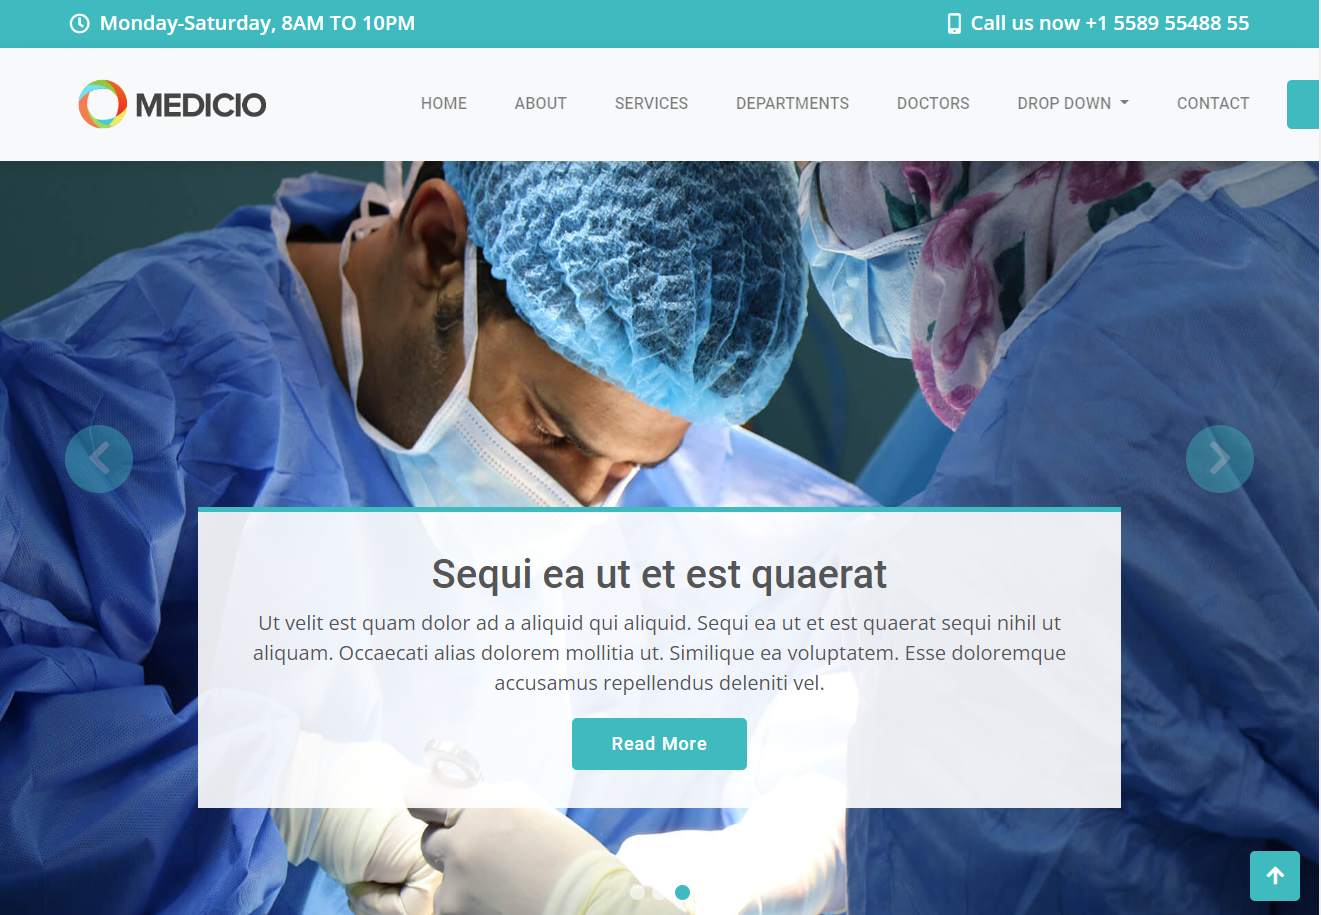 Monday-Saturday, 8AM TO 10PM
Call us now +1 5589 55488 55
MEDICIO
HOME
ABOUT
SERVICES
DEPARTMENTS
DOCTORS
DROP DOWN
CONTACT
Sequi ea ut et est quaerat
Ut velit est quam dolor ad a aliquid qui aliquid. Sequi ea ut et est quaerat sequi nihil ut
aliquam. Occaecati alias dolorem mollitia ut. Similique ea voluptatem. Esse doloremque
accusamus repellendus deleniti vel.
Read More